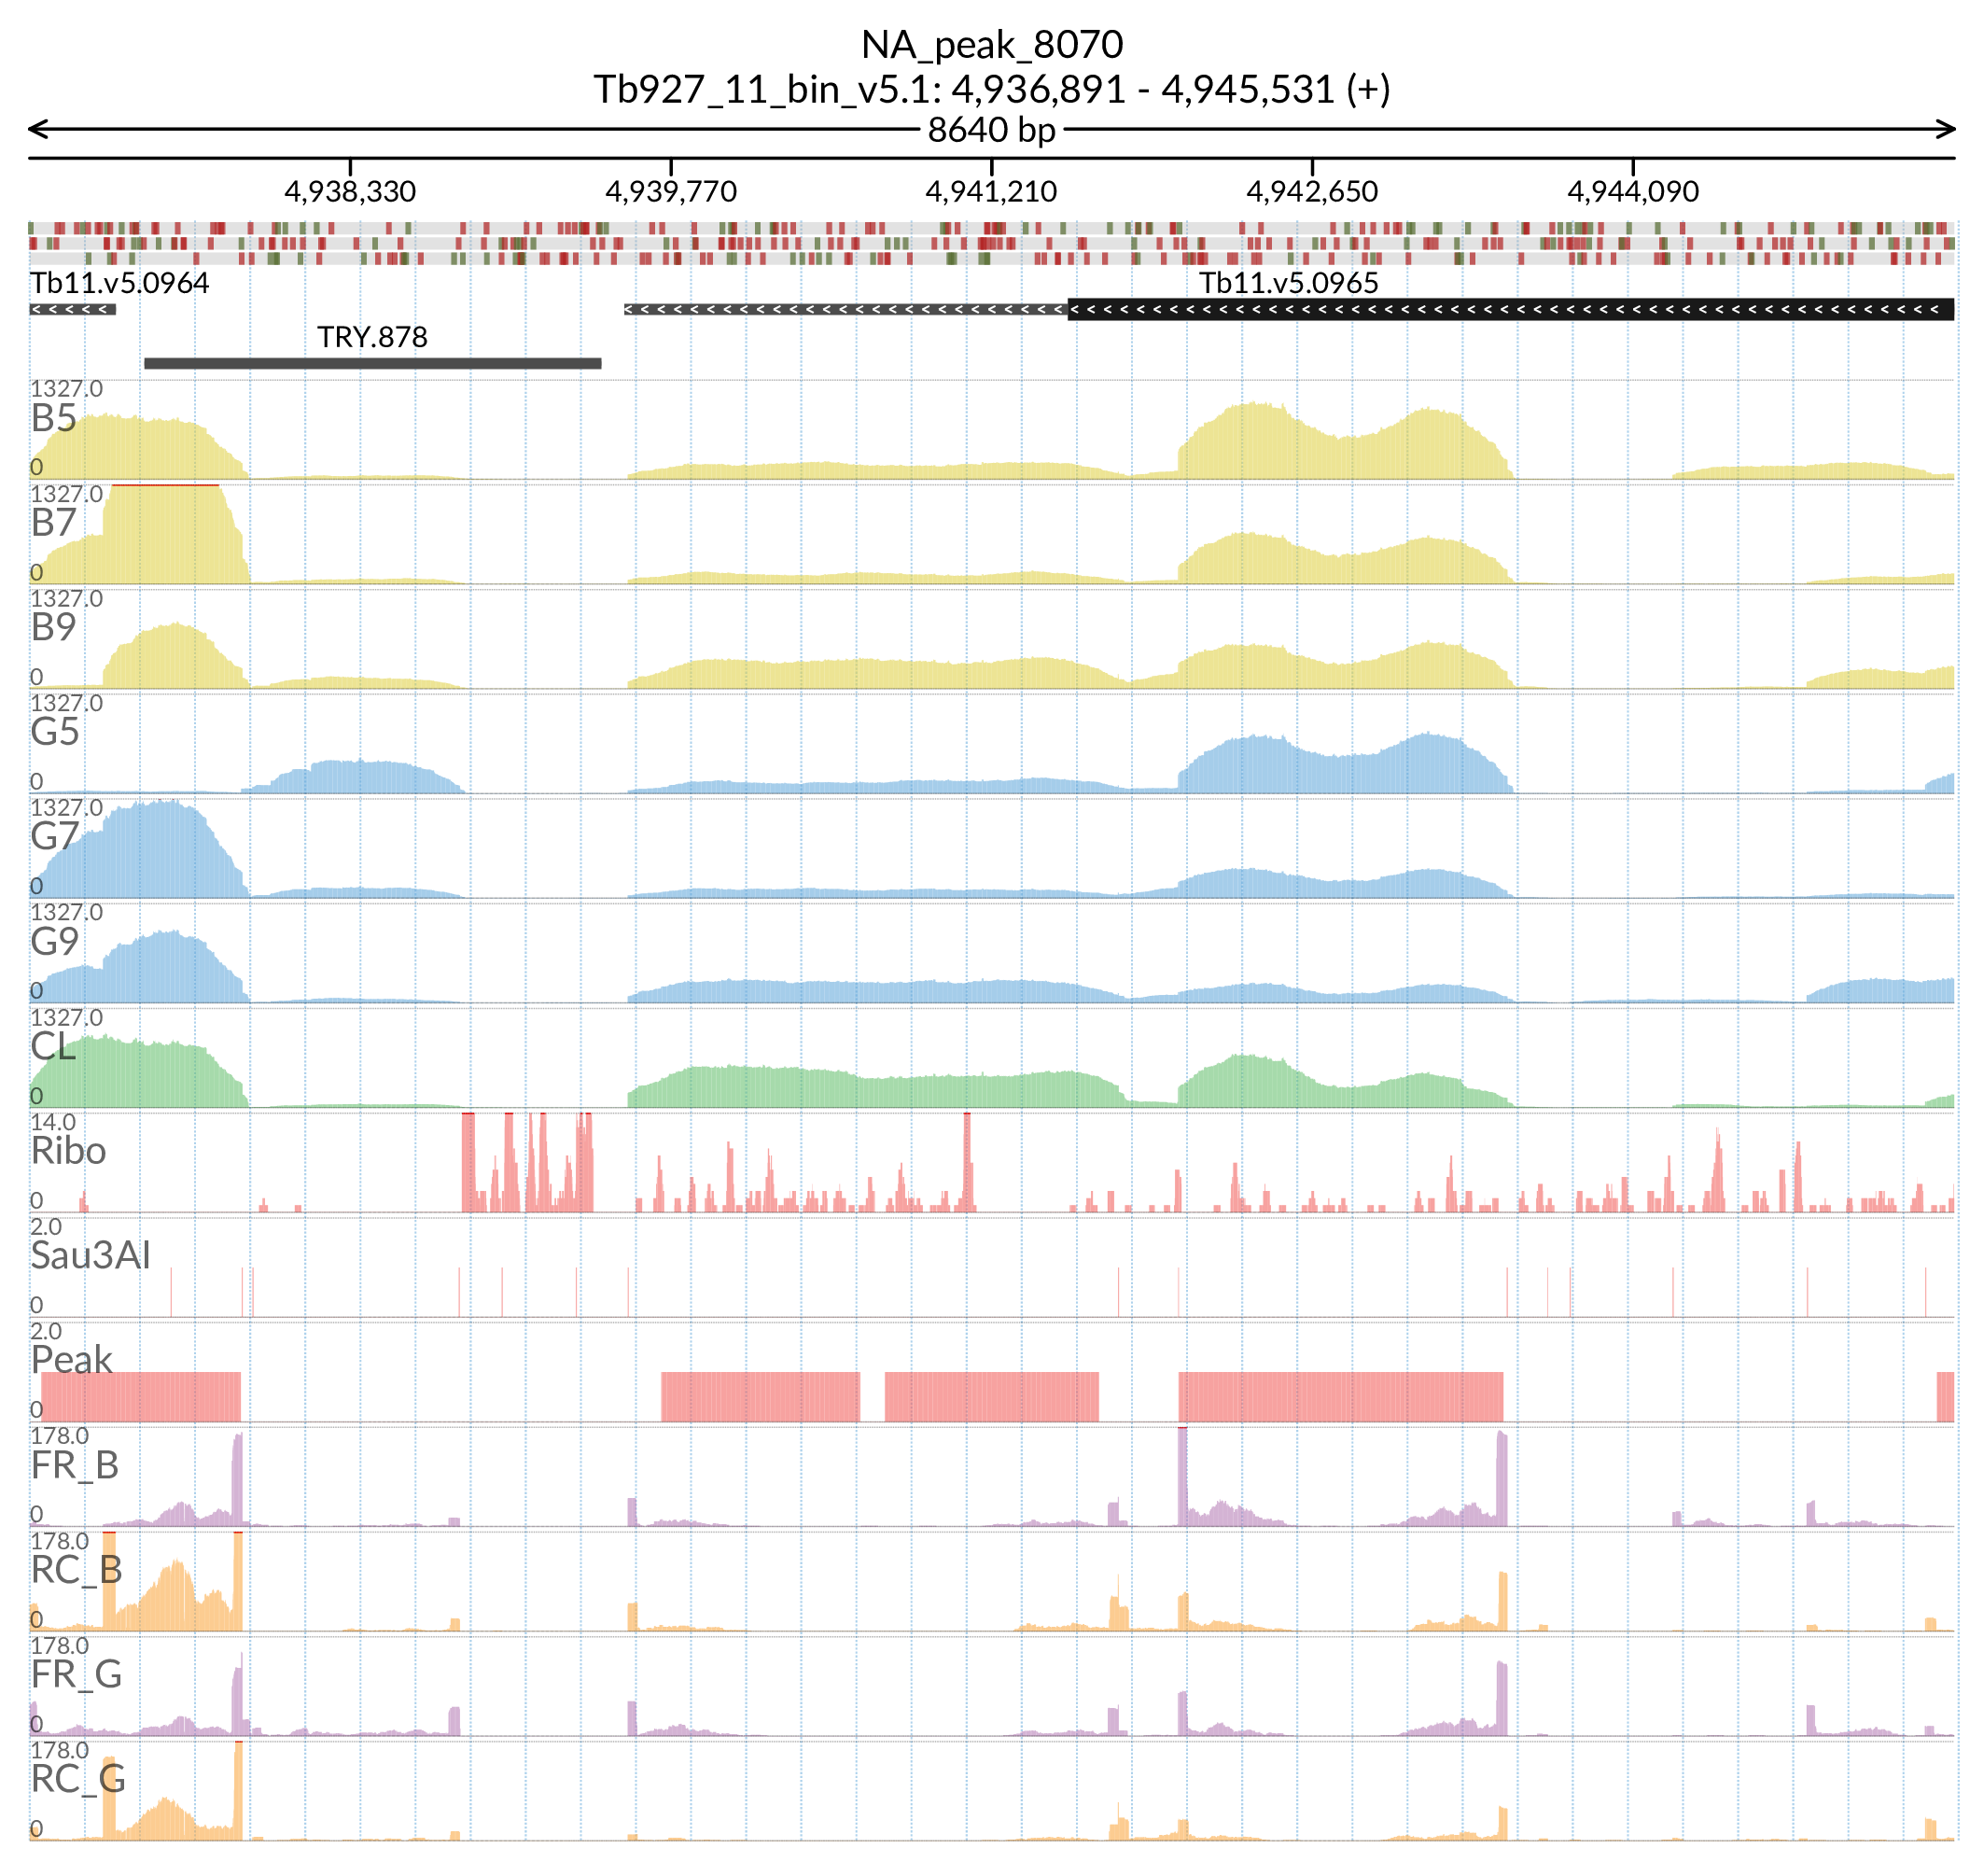 NA_peak_8070
Tb927_11_bin_v5.1: 4,936,891 - 4,945,531 (+)
8640 bp
4,938,330 4,939,770 4,941,210 4,942,650 4,944,090
Tb11.v5.0964 Tb11.v5.0965
TRY.878
1327.0
B5
0
1327.0
B7
0
1327.0
B9
0
1327.0
G5
0
1327.0
G7
0
1327.0
G9
0
1327.0
CL
0
14.0
Ribo
0
2.0
Sau3AI
0
2.0
Peak
0
178.0
FR_B
0
178.0
RC_B
0
178.0
FR_G
0
178.0
RC_G
0